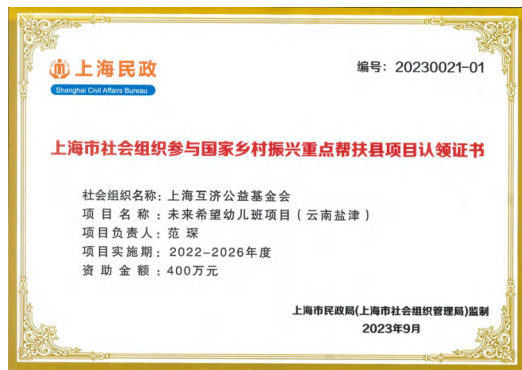 上海民政
Shanghai Civil Affairs Bureau
编号：20230021-01
上海市社会组织参与国家乡村振兴重点帮扶县项目认领证书
社会组织名称：上海互济公益基金会
项目名称：未来希望幼儿班项目（云南盐津）
项目负责人：范琛
项目实施期：2022-2026年度
资助金额：400万元
上海市民政局(上海市社会组织管理局)监制
2023年9月